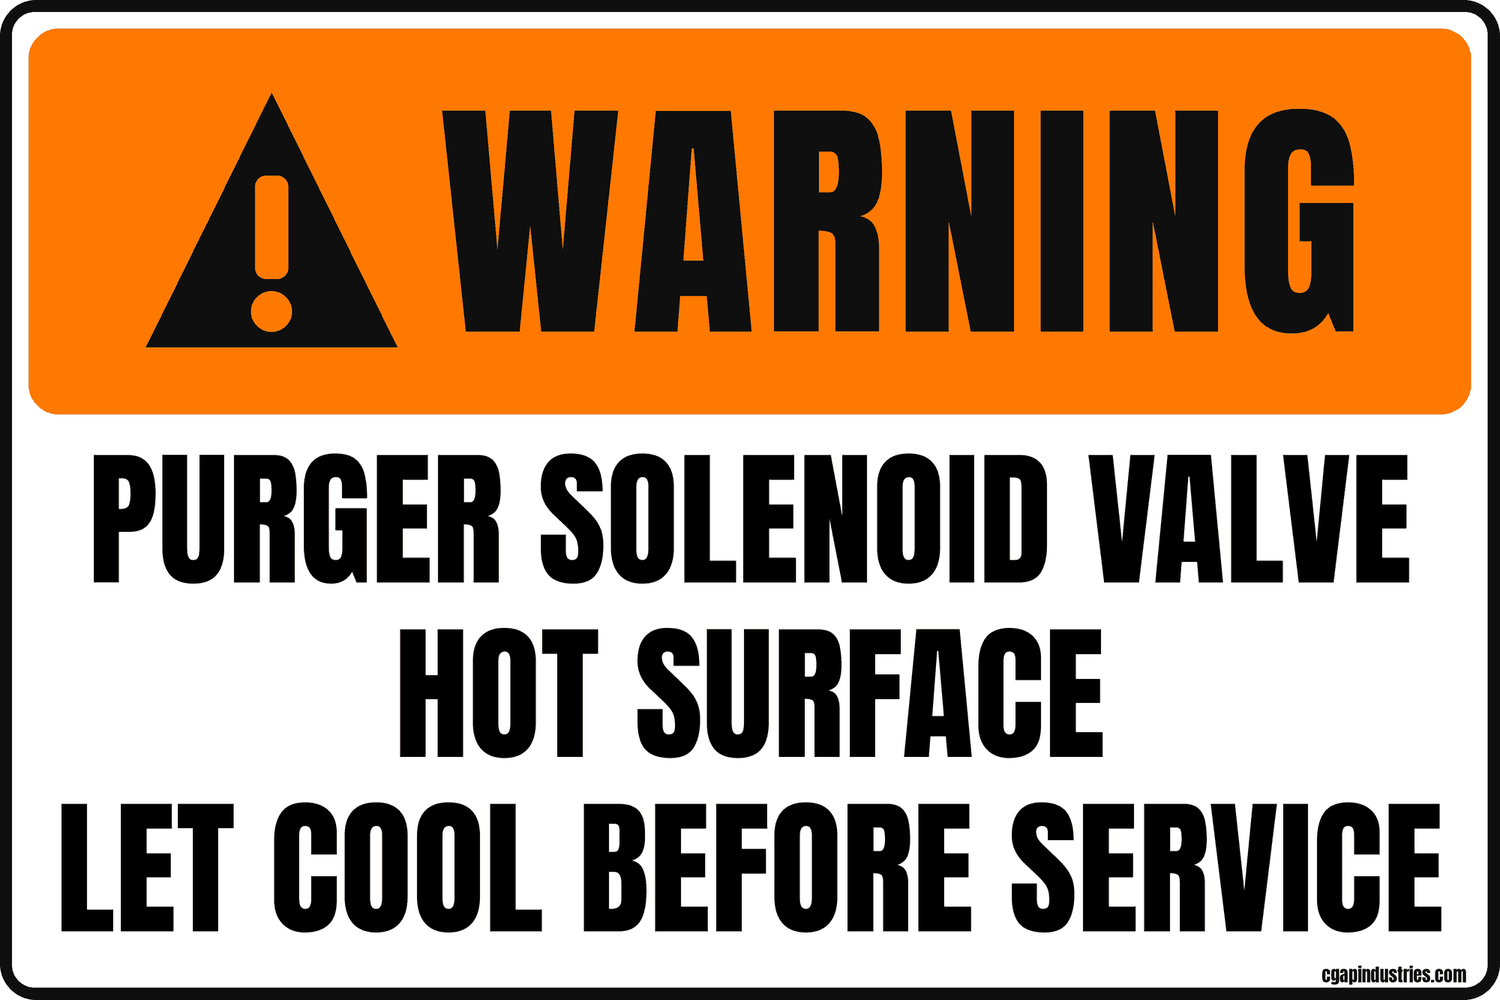 WARNING
PURGER SOLENOID VALVE
HOT SURFACE
LET COOL BEFORE SERVICE
cgapindustries.com